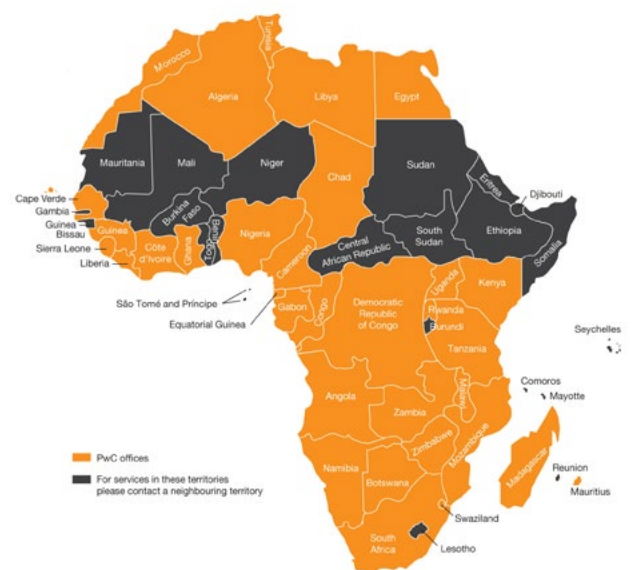 Tunisia
Morocco
Algeria
Libya
Egypt
Mauritania
Mali
Niger
Chad
Sudan
Eritrea
Djibouti
Cape Verde
Gambia
Guinea
Bissau
Guinea
Sierra Leone
Liberia
Côte
d'Ivoire
Burkina
Faso
Ghana
Togo
Benin
Nigeria
Cameroon
Central
African Republic
South
Sudan
Ethiopia
Somalia
São Tomé and Príncipe
Equatorial Guinea
Gabon
Congo
Democratic
Republic
of Congo
Uganda
Kenya
Rwanda
Burundi
Tanzania
Seychelles
Comoros
Mayotte
Angola
Zambia
Malawi
Mozambique
Zimbabwe
Namibia
Botswana
Madagascar
Reunion
Mauritius
Swaziland
South
Africa
Lesotho
PwC offices
For services in these territories
please contact a neighbouring territory